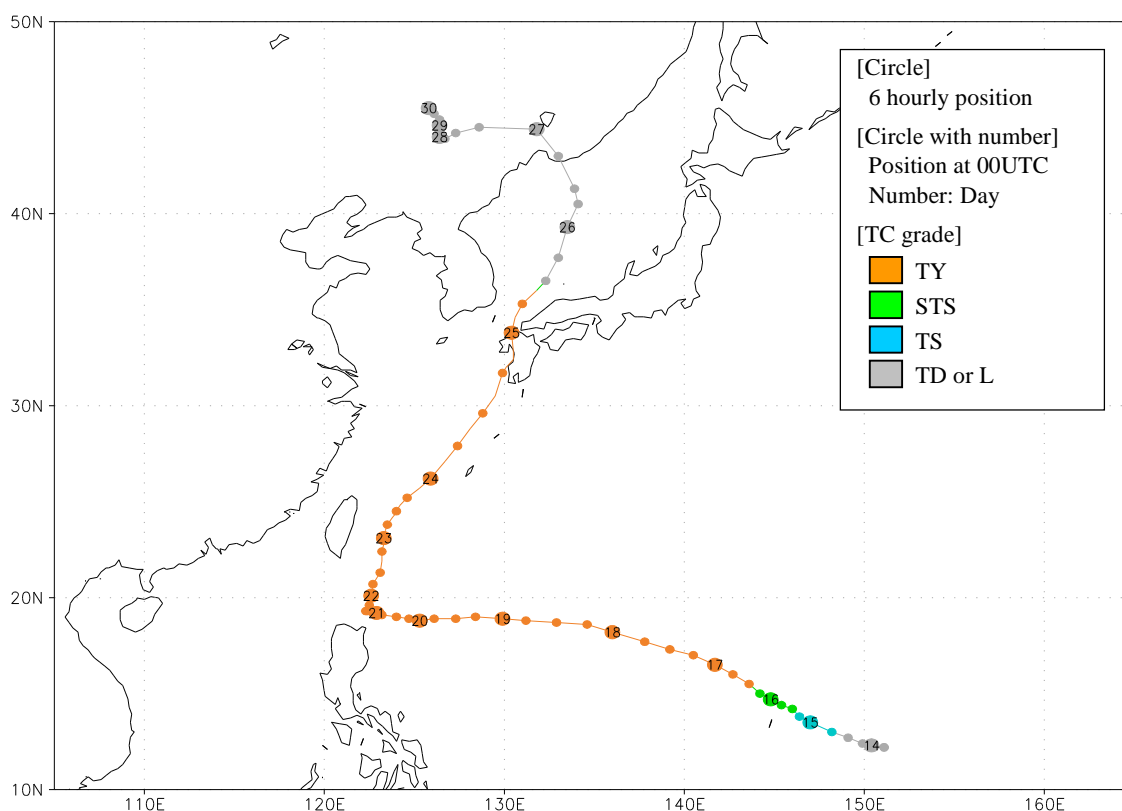 50N
40N
30N
20N
10N
110E
120E
130E
140E
150E
160E
[Circle]
6 hourly position
[Circle with number]
Position at 00UTC
Number: Day
[TC grade]
TY
STS
TS
TD or L
30
29
28
27
26
25
24
23
22
21
20
19
18
17
16
15
14